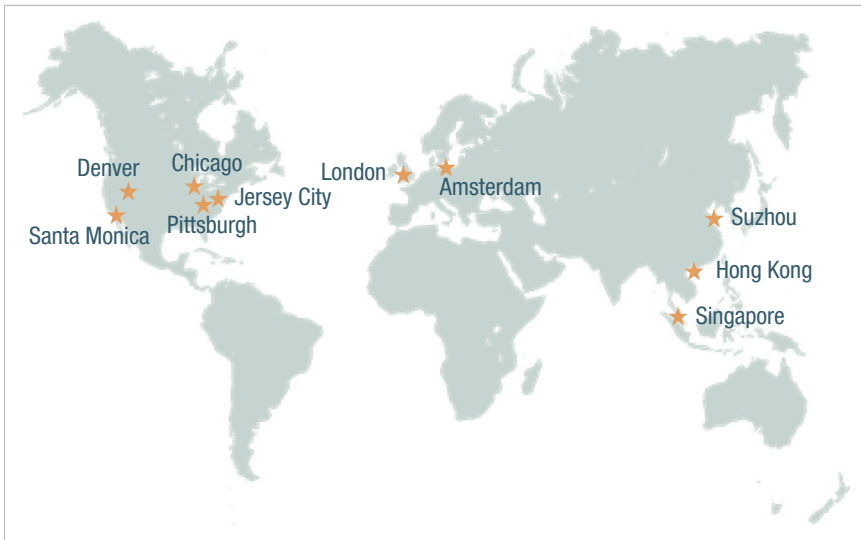 Denver
Chicago
Jersey City
Pittsburgh
Santa Monica
London
Amsterdam
Suzhou
Hong Kong
Singapore